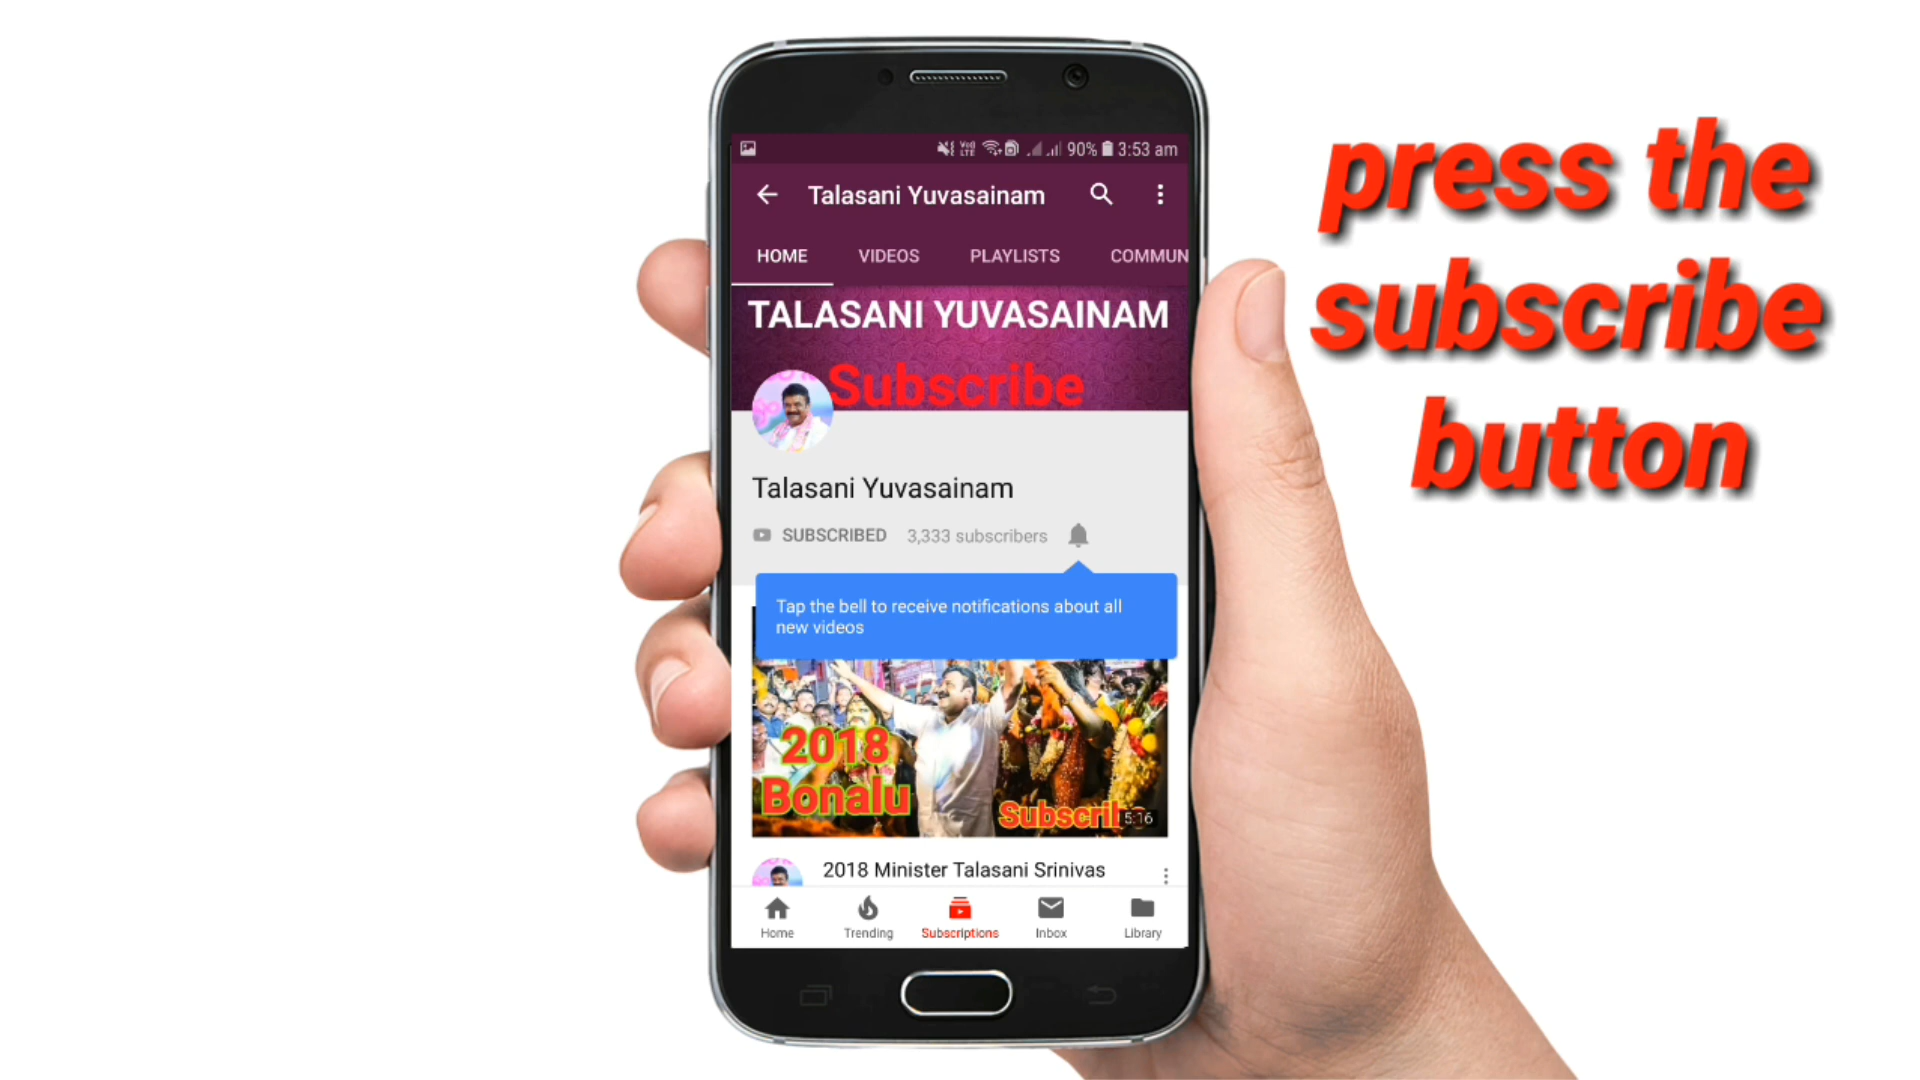 90% 3:53 am
Talasani Yuvasainam
HOME VIDEOS PLAYLISTS COMMUN
TALASANI YUVASAINAM
Subscribe
Talasani Yuvasainam
SUBSCRIBED 3,333 subscribers
Tap the bell to receive notifications about all
new videos
2018
Bonalu
Subscrib
5:16
2018 Minister Talasani Srinivas
Home Trending Subscriptions Inbox Library
press the
subscribe
button